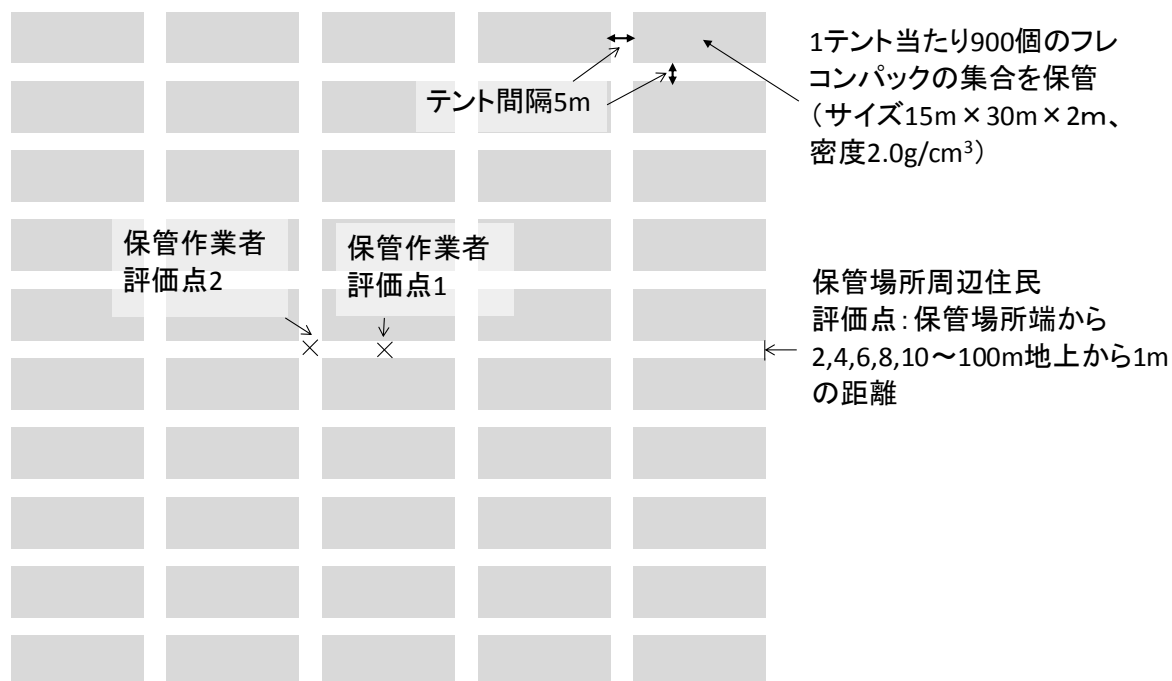 1テント当たり900個のフレ
コンパックの集合を保管
（サイズ15m×30m×2m、
密度2.0g/cm³）
テント間隔5m
保管作業者
評価点2
保管作業者
評価点1
保管場所周辺住民
評価点：保管場所端から
2,4,6,8,10～100m地上から1m
の距離